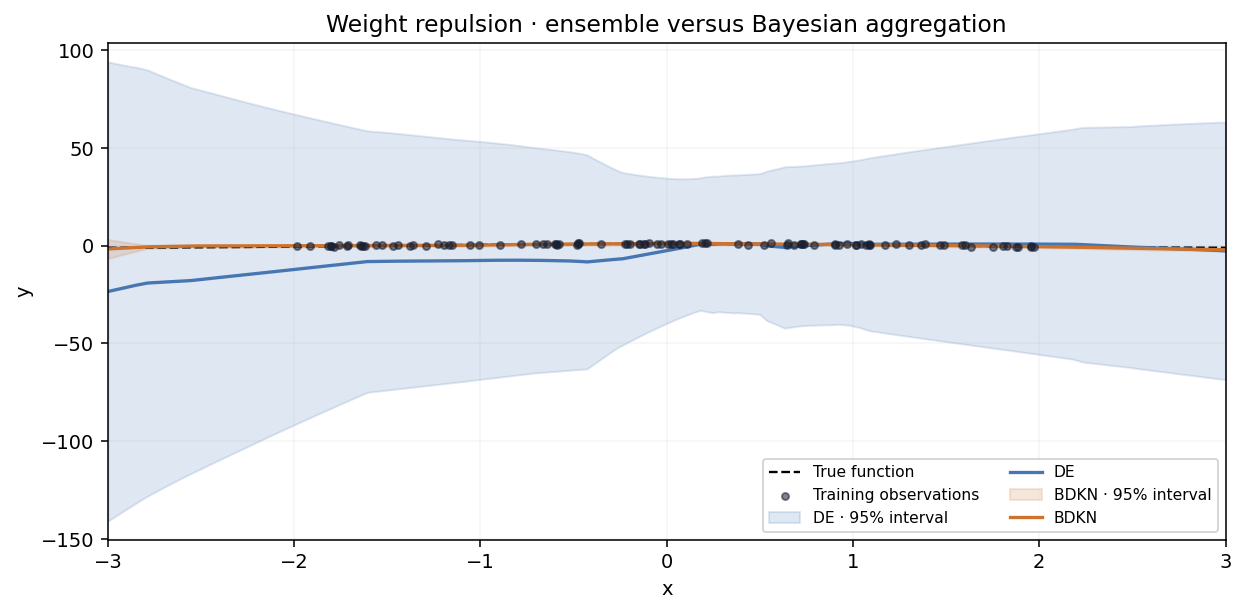 Weight repulsion · ensemble versus Bayesian aggregation
100
50
0
−50
−100
−150
y
−3
−2
−1
0
1
2
3
x
True function
Training observations
DE · 95% interval
DE
BDKN · 95% interval
BDKN